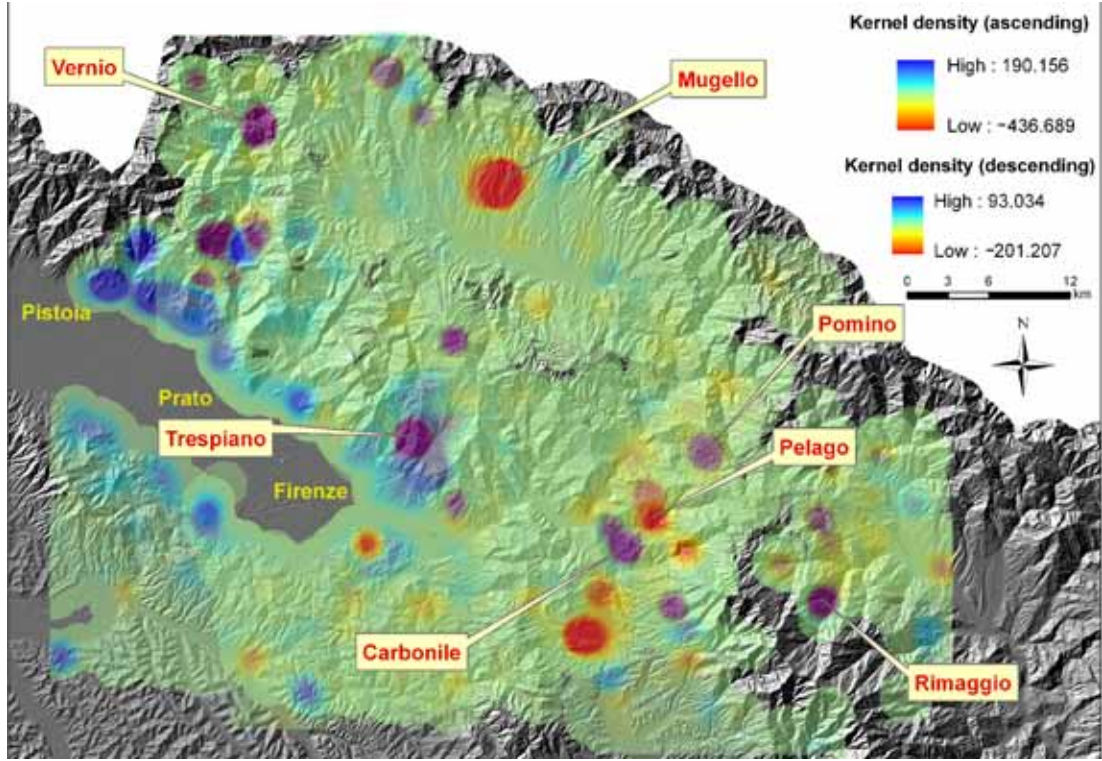 Kernel density (ascending)
High : 190.156
Low : −436.689
Kernel density (descending)
High : 93.034
Low : −201.207
0 3 6 12
km
N
Vernio
Mugello
Pistoia
Pomino
Prato
Trespiano
Pelago
Firenze
Carbonile
Rimaggio